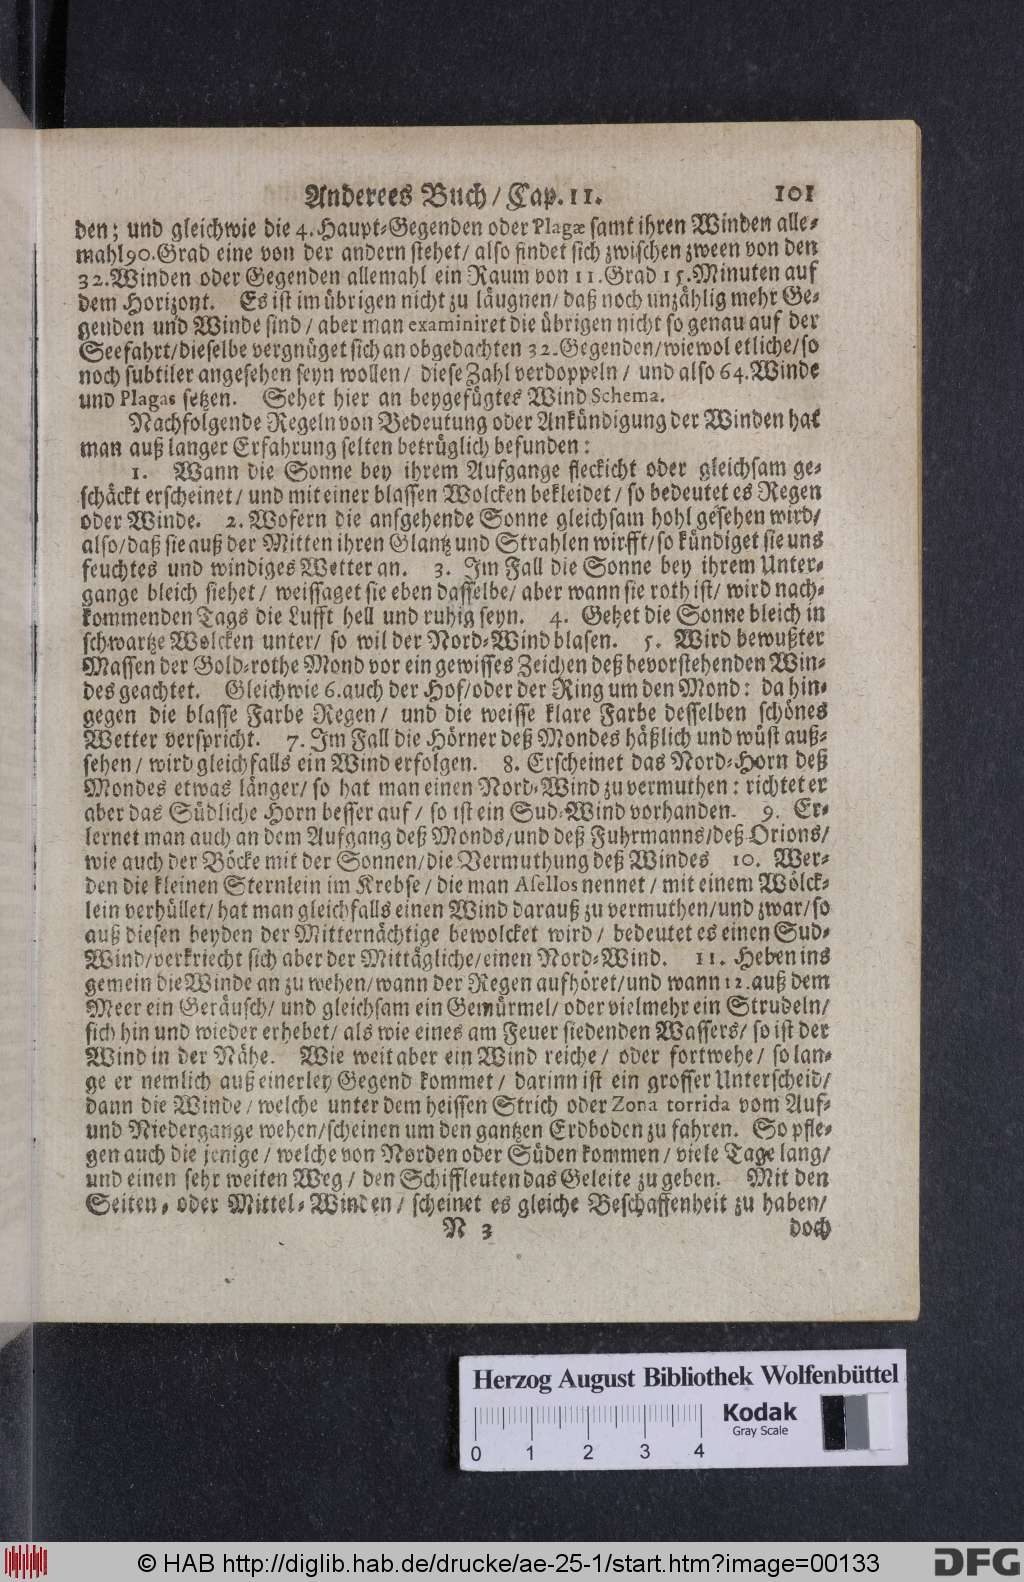 Anderees Buch / Cap. 11. 101
den; und gleichwie die 4. Haupt-Gegenden oder Plagæ samt ihren Winden alle-
mahl 90. Grad eine von der andern stehet / also findet sich zwischen zween von den
32. Winden oder Gegenden allemahl ein Raum von 11. Grad 15. Minuten auf
dem Horizont. Es ist im übrigen nicht zu läugnen / daß noch unzählig mehr Ge-
genden und Winde sind / aber man examiniret die übrigen nicht so genau auf der
Seefahrt / dieselbe vergnüget sich an obgedachten 32. Gegenden / wiewol etliche / so
noch subtiler angesehen seyn wollen / diese Zahl verdoppeln / und also 64. Winde
und Plagas setzen. Sehet hier an beygefügtes Wind Schema.
Nachfolgende Regeln von Bedeutung oder Ankündigung der Winden hat
man auß langer Erfahrung selten betrüglich befunden:
1. Wann die Sonne bey ihrem Aufgange fleckicht oder gleichsam ge-
schäckt erscheinet / und mit einer blassen Wolcken bekleidet / so bedeutet es Regen
oder Winde. 2. Wofern die anfgehende Sonne gleichsam hohl gesehen wird /
also / daß sie auß der Mitten ihren Glantz und Strahlen wirfft / so kündiget sie uns
feuchtes und windiges Wetter an. 3. Im Fall die Sonne bey ihrem Unter-
gange bleich siehet / weissaget sie eben dasselbe / aber wann sie roth ist / wird nach-
kommenden Tags die Lufft hell und ruhig seyn. 4. Gehet die Sonne bleich in
schwartze Wolcken unter / so wil der Nord-Wind blasen. 5. Wird bewußter
Massen der Gold-rothe Mond vor ein gewisses Zeichen deß bevorstehenden Win-
des geachtet. Gleichwie 6. auch der Hof / oder der Ring um den Mond: da hin-
gegen die blasse Farbe Regen / und die weisse klare Farbe desselben schönes
Wetter verspricht. 7. Im Fall die Hörner deß Mondes häßlich und wüst auß-
sehen / wird gleichfalls ein Wind erfolgen. 8. Erscheinet das Nord-Horn deß
Mondes etwas länger / so hat man einen Nord-Wind zu vermuthen: richtet er
aber das Südliche Horn besser auf / so ist ein Sud-Wind vorhanden. 9. Er-
lernet man auch an dem Aufgang deß Monds / und deß Fuhrmanns / deß Orions /
wie auch der Böcke mit der Sonnen / die Vermuthung deß Windes 10. Wer-
den die kleinen Sternlein im Krebse / die man Asellos nennet / mit einem Wölck-
lein verhüllet / hat man gleichfalls einen Wind darauß zu vermuthen / und zwar / so
auß diesen beyden der Mitternächtige bewolcket wird / bedeutet es einen Sud-
Wind / verkriecht sich aber der Mittägliche / einen Nord-Wind. 11. Heben ins
gemein die Winde an zu wehen / wann der Regen aufhöret / und wann 12. auß dem
Meer ein Geräusch / und gleichsam ein Gemürmel / oder vielmehr ein Strudeln /
sich hin und wieder erhebet / als wie eines am Feuer siedenden Wassers / so ist der
Wind in der Nähe. Wie weit aber ein Wind reiche / oder fortwehe / so lan-
ge er nemlich auß einerley Gegend kommet / darinn ist ein grosser Unterscheid /
dann die Winde / welche unter dem heissen Strich oder Zona torrida vom Auf-
und Niedergange wehen / scheinen um den gantzen Erdboden zu fahren. So pfle-
gen auch die jenige / welche von Norden oder Süden kommen / viele Tage lang /
und einen sehr weiten Weg / den Schiffleuten das Geleite zu geben. Mit den
Seiten- oder Mittel-Winden / scheinet es gleiche Beschaffenheit zu haben /
N 3 doch
Herzog August Bibliothek Wolfenbüttel
Kodak
Gray Scale
0 1 2 3 4
© HAB http://diglib.hab.de/drucke/ae-25-1/start.htm?image=00133
DFG